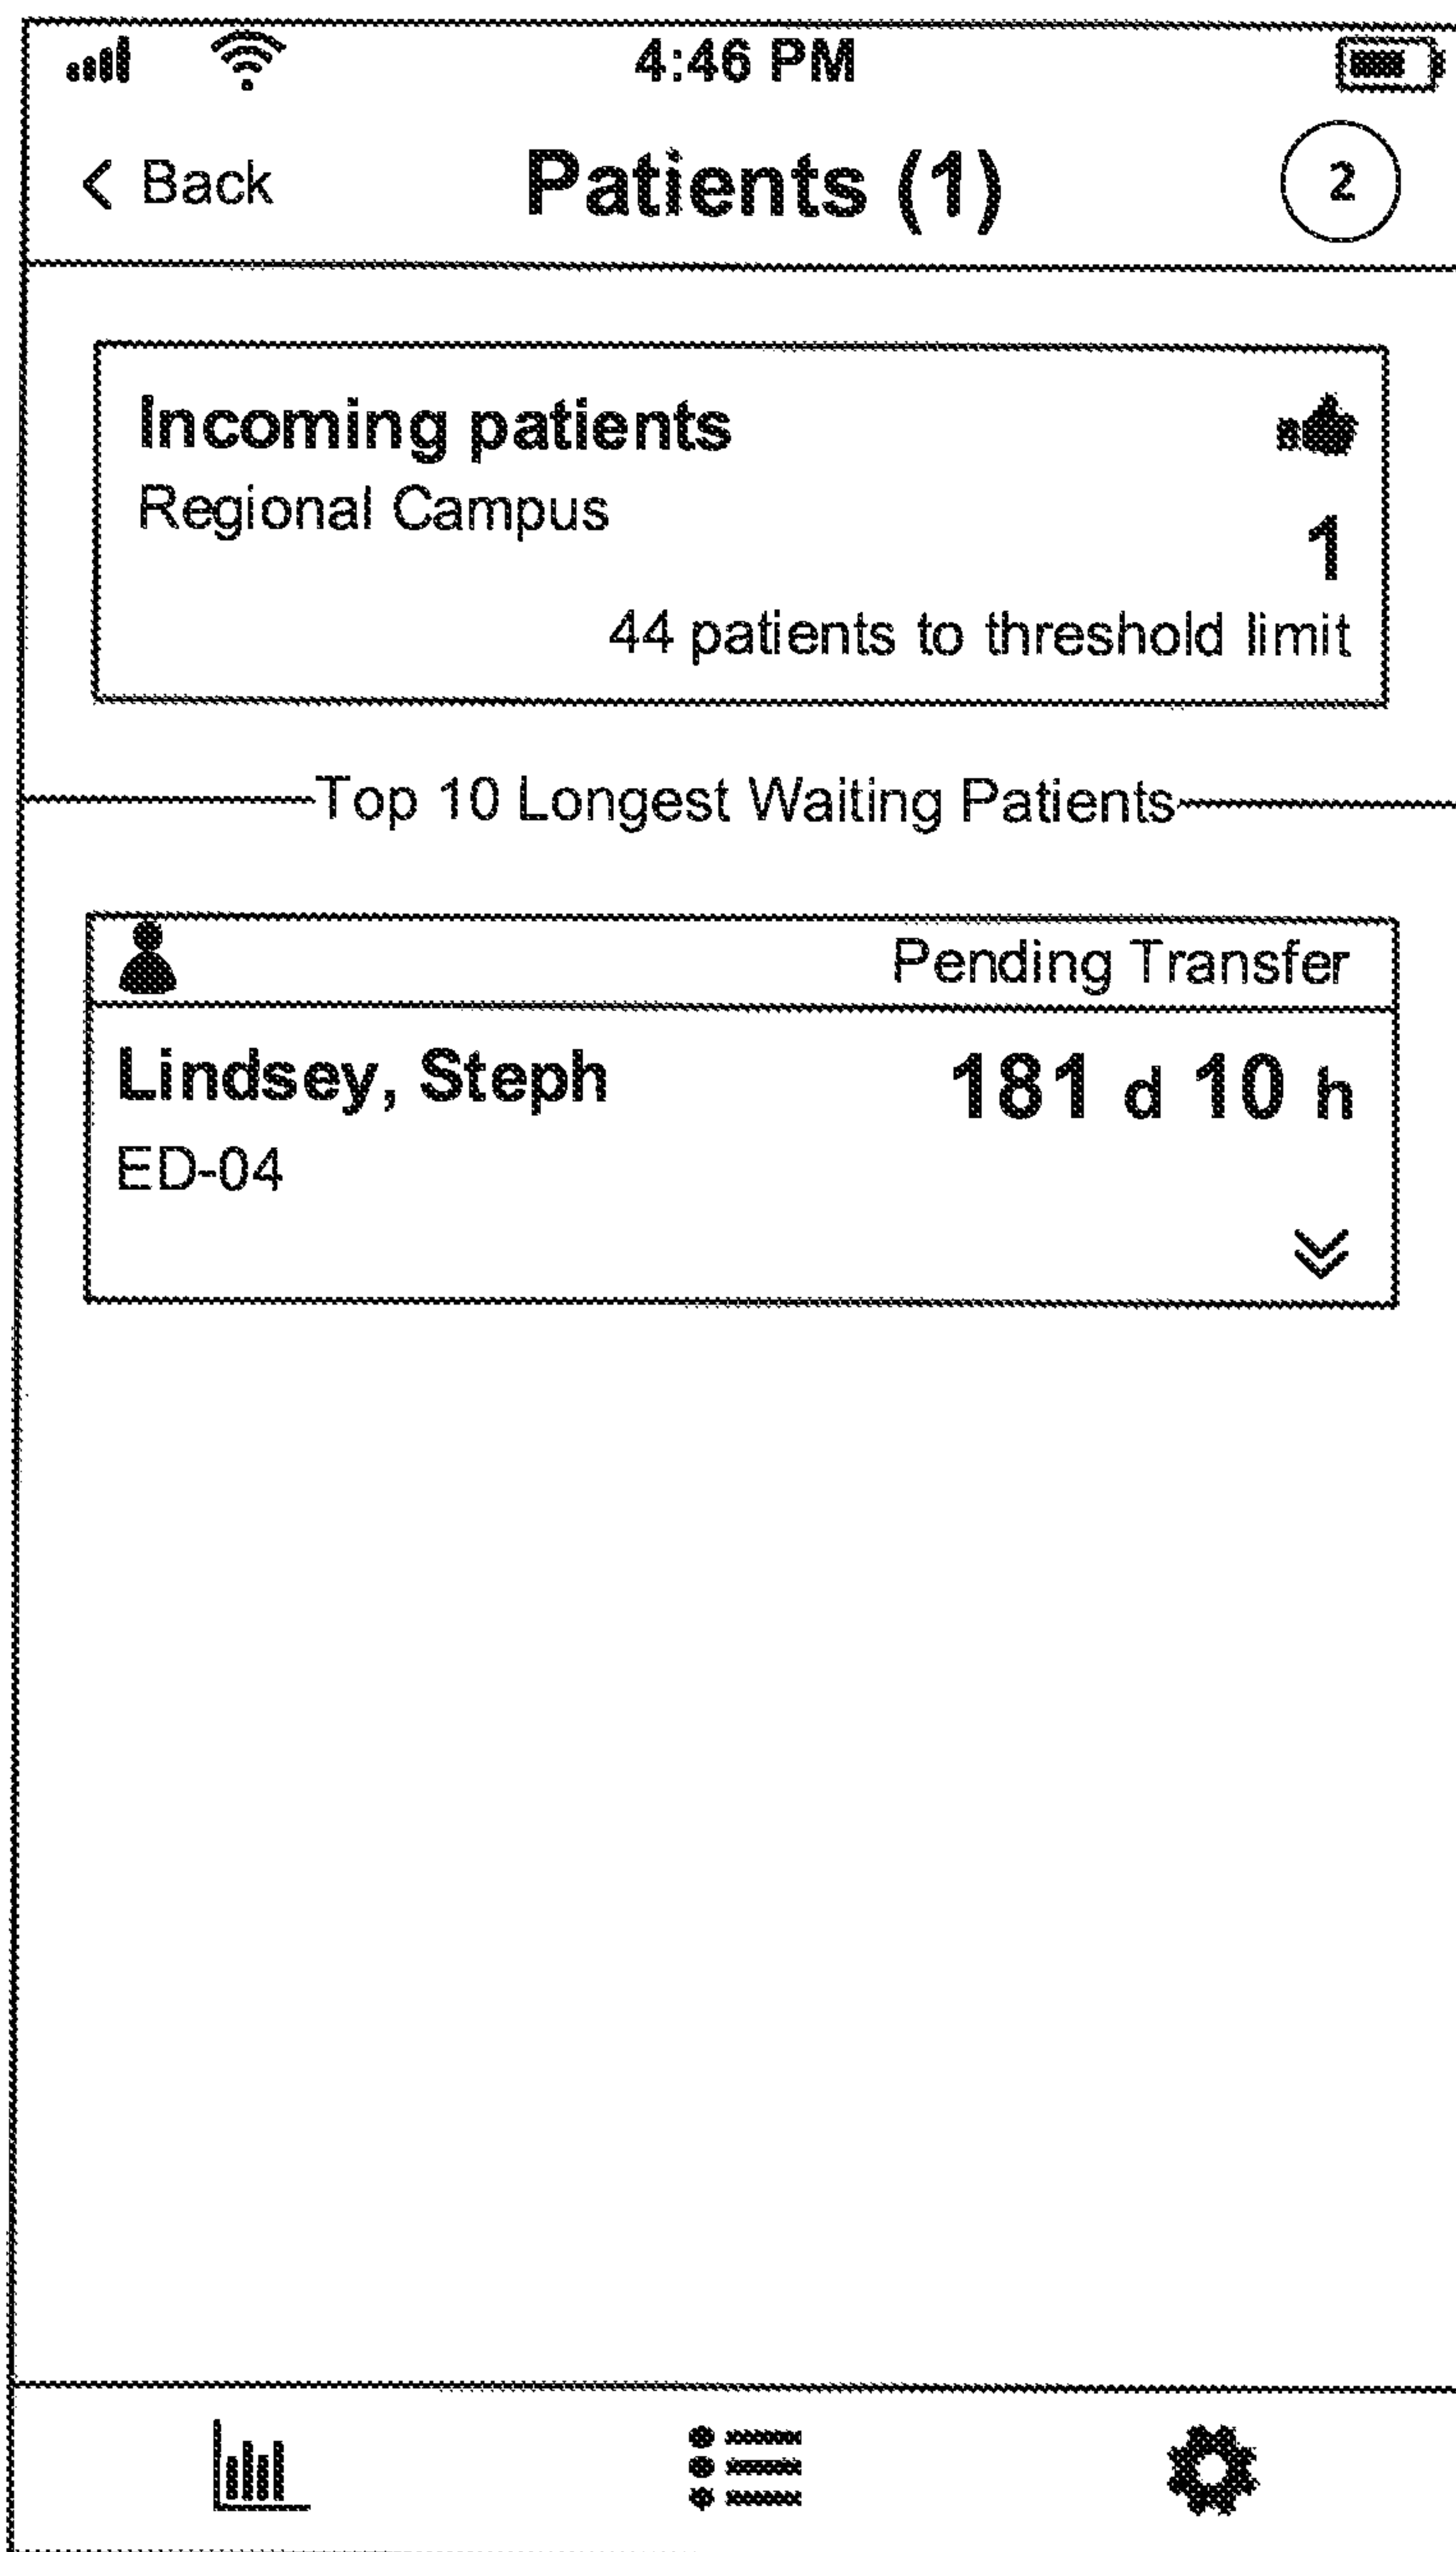 4:46 PM
Back
Patients (1)
2
Incoming patients
Regional Campus
1
44 patients to threshold limit
Top 10 Longest Waiting Patients
Pending Transfer
Lindsey, Steph
181 d 10 h
ED-04